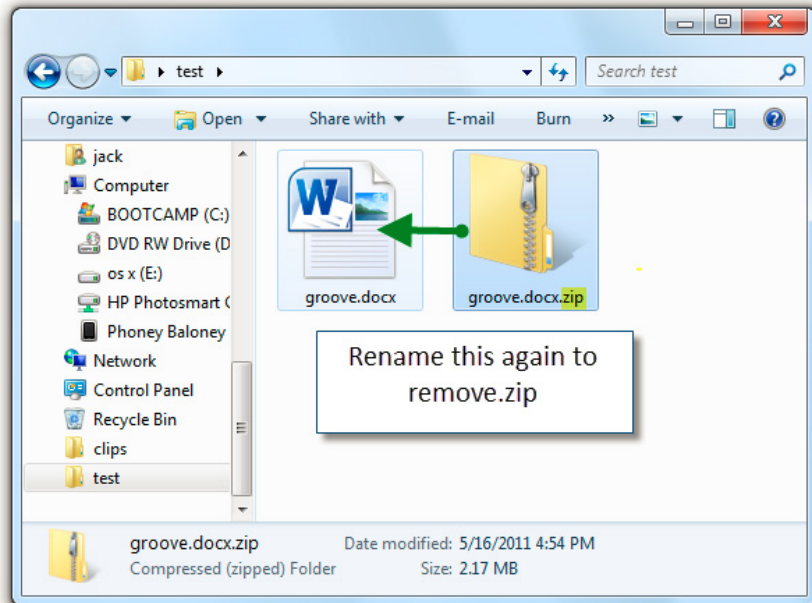 test
Search test
Organize
Open
Share with
E-mail
Burn
»
jack
Computer
BOOTCAMP (C:)
DVD RW Drive (D
os x (E:)
HP Photosmart C
Phoney Baloney
Network
Control Panel
Recycle Bin
clips
test
W
groove.docx
groove.docx.zip
Rename this again to
remove.zip
groove.docx.zip
Date modified: 5/16/2011 4:54 PM
Compressed (zipped) Folder
Size: 2.17 MB